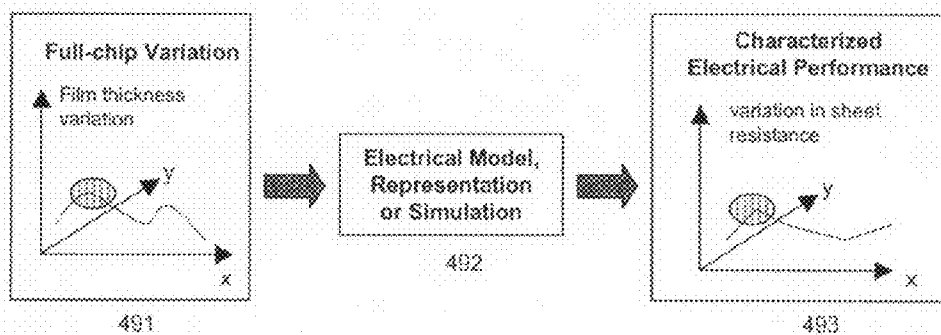 Full-chip Variation
Film thickness
variation
y
x
491
Electrical Model,
Representation
or Simulation
492
Characterized
Electrical Performance
variation in sheet
resistance
y
x
493